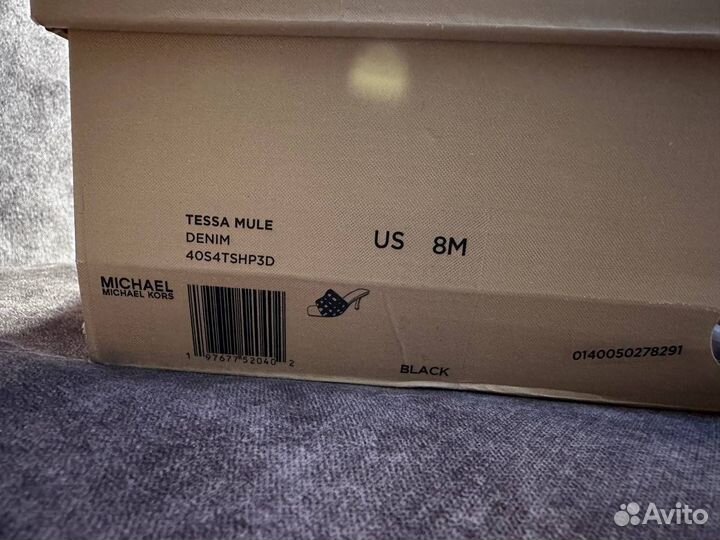 TESSA MULE
DENIM
40S4TSHP3D
US 8M
MICHAEL
MICHAEL KORS
1 97677 52040 2
BLACK
0140050278291
Avito